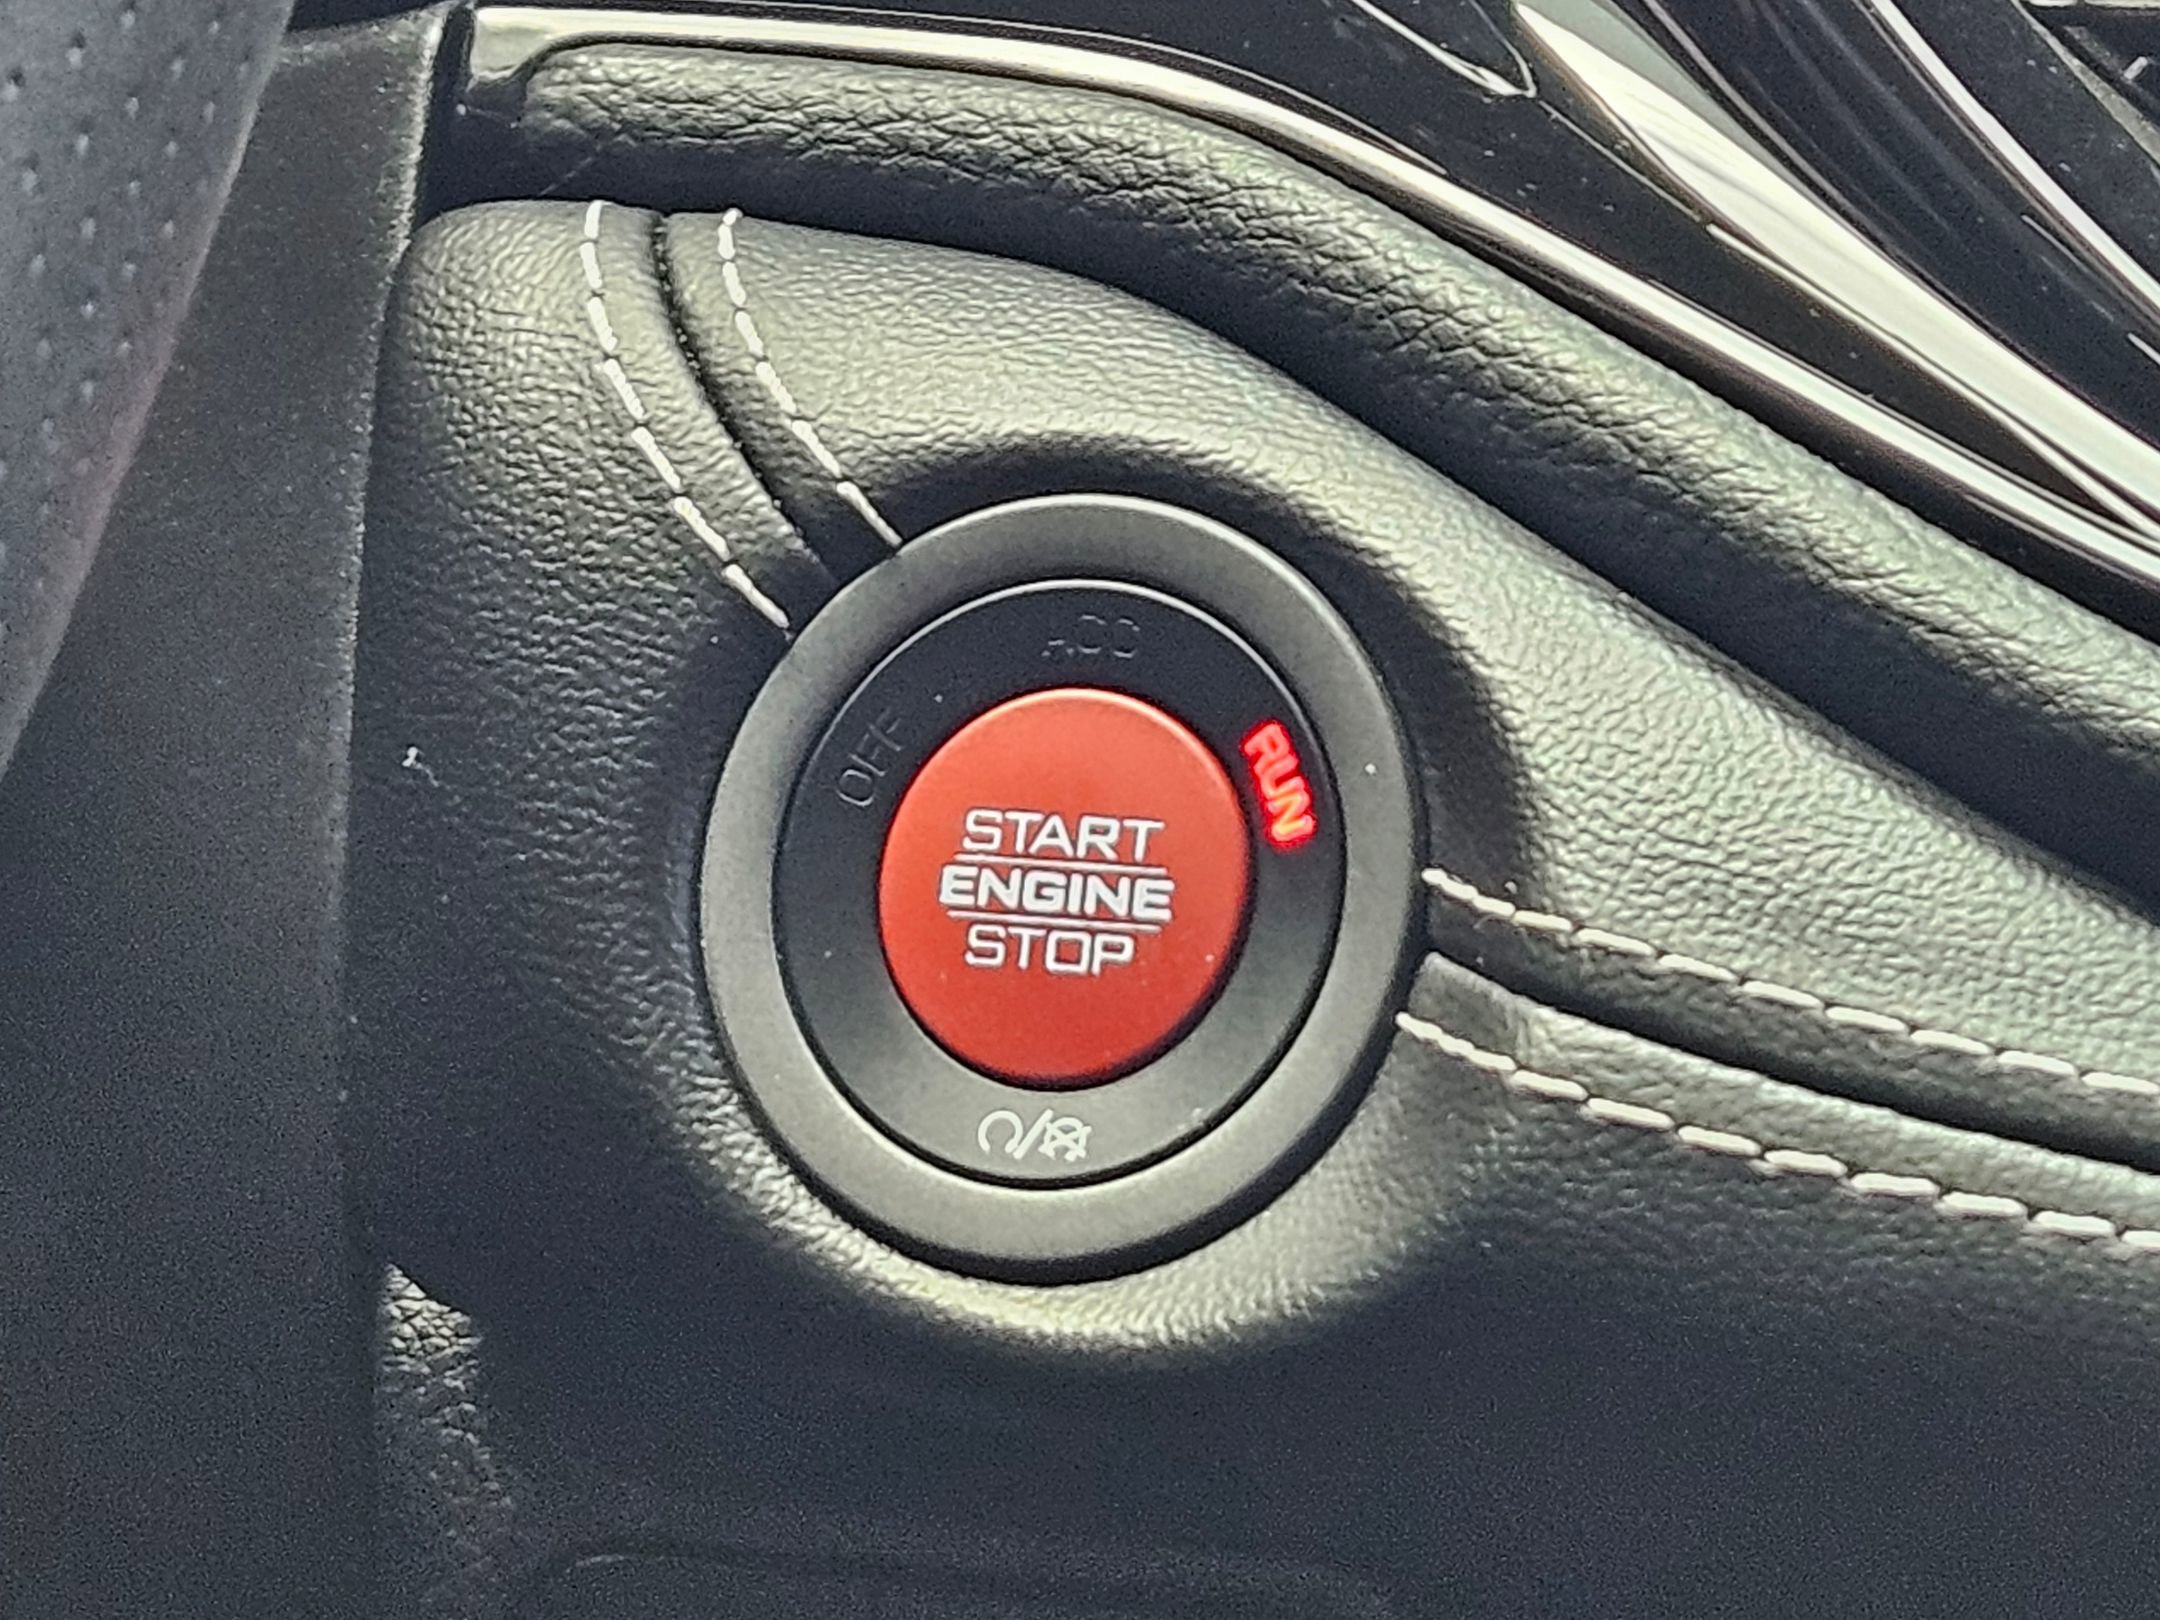 ACC
OFF
RUN
START
ENGINE
STOP